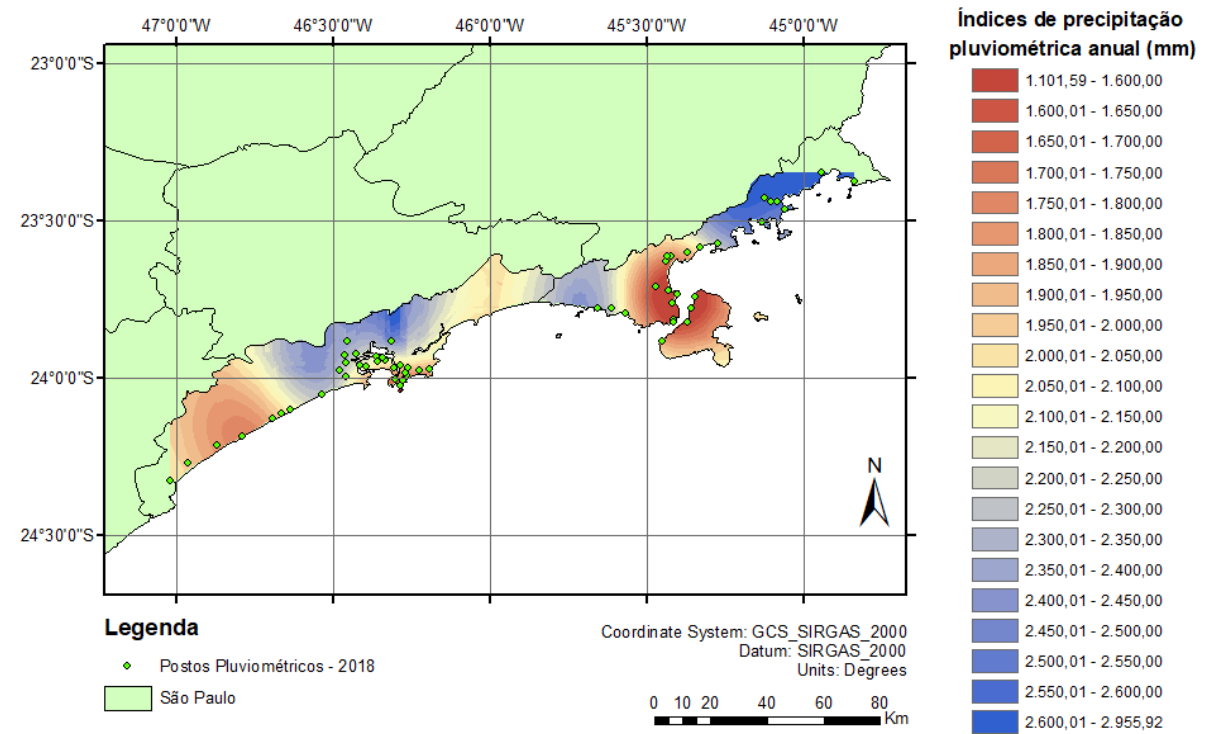 47°0'0"W 46°3'0"W 46°0'0"W 45°3'0"W 45°0'0"W
23°0'0"S
23°3'0"S
24°0'0"S
24°3'0"S
N
Índices de precipitação
pluviométrica anual (mm)
1.101,59 - 1.600,00
1.600,01 - 1.650,00
1.650,01 - 1.700,00
1.700,01 - 1.750,00
1.750,01 - 1.800,00
1.800,01 - 1.850,00
1.850,01 - 1.900,00
1.900,01 - 1.950,00
1.950,01 - 2.000,00
2.000,01 - 2.050,00
2.050,01 - 2.100,00
2.100,01 - 2.150,00
2.150,01 - 2.200,00
2.200,01 - 2.250,00
2.250,01 - 2.300,00
2.300,01 - 2.350,00
2.350,01 - 2.400,00
2.400,01 - 2.450,00
2.450,01 - 2.500,00
2.500,01 - 2.550,00
2.550,01 - 2.600,00
2.600,01 - 2.955,92
Legenda
Postos Pluviométricos - 2018
São Paulo
Coordinate System: GCS_SIRGAS_2000
Datum: SIRGAS_2000
Units: Degrees
0 10 20 40 60 80
Km